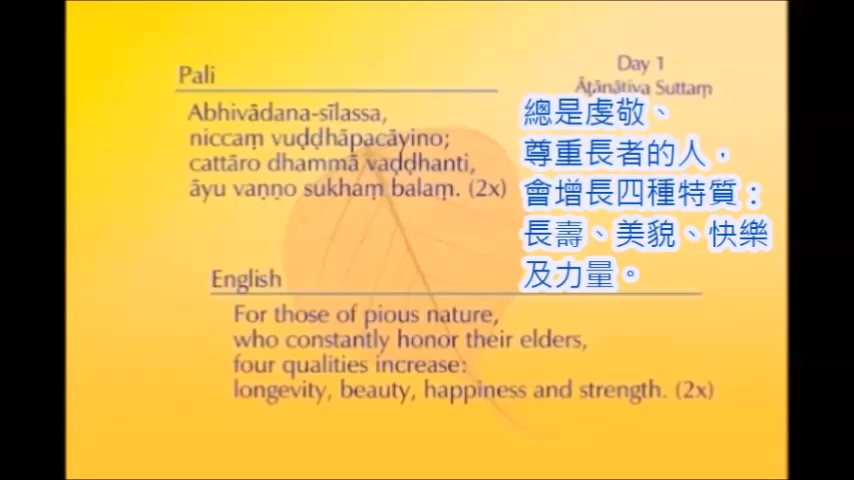 Pali
Day 1
Āṭānātiya Suttaṃ
Abhivādana-sīlassa,
niccaṃ vuḍḍhāpacāyino;
cattāro dhammā vaḍḍhanti,
āyu vaṇṇo sukhaṃ balaṃ. (2x)
總是虔敬、
尊重長者的人，
會增長四種特質：
長壽、美貌、快樂
及力量。
English
For those of pious nature,
who constantly honor their elders,
four qualities increase:
longevity, beauty, happiness and strength. (2x)